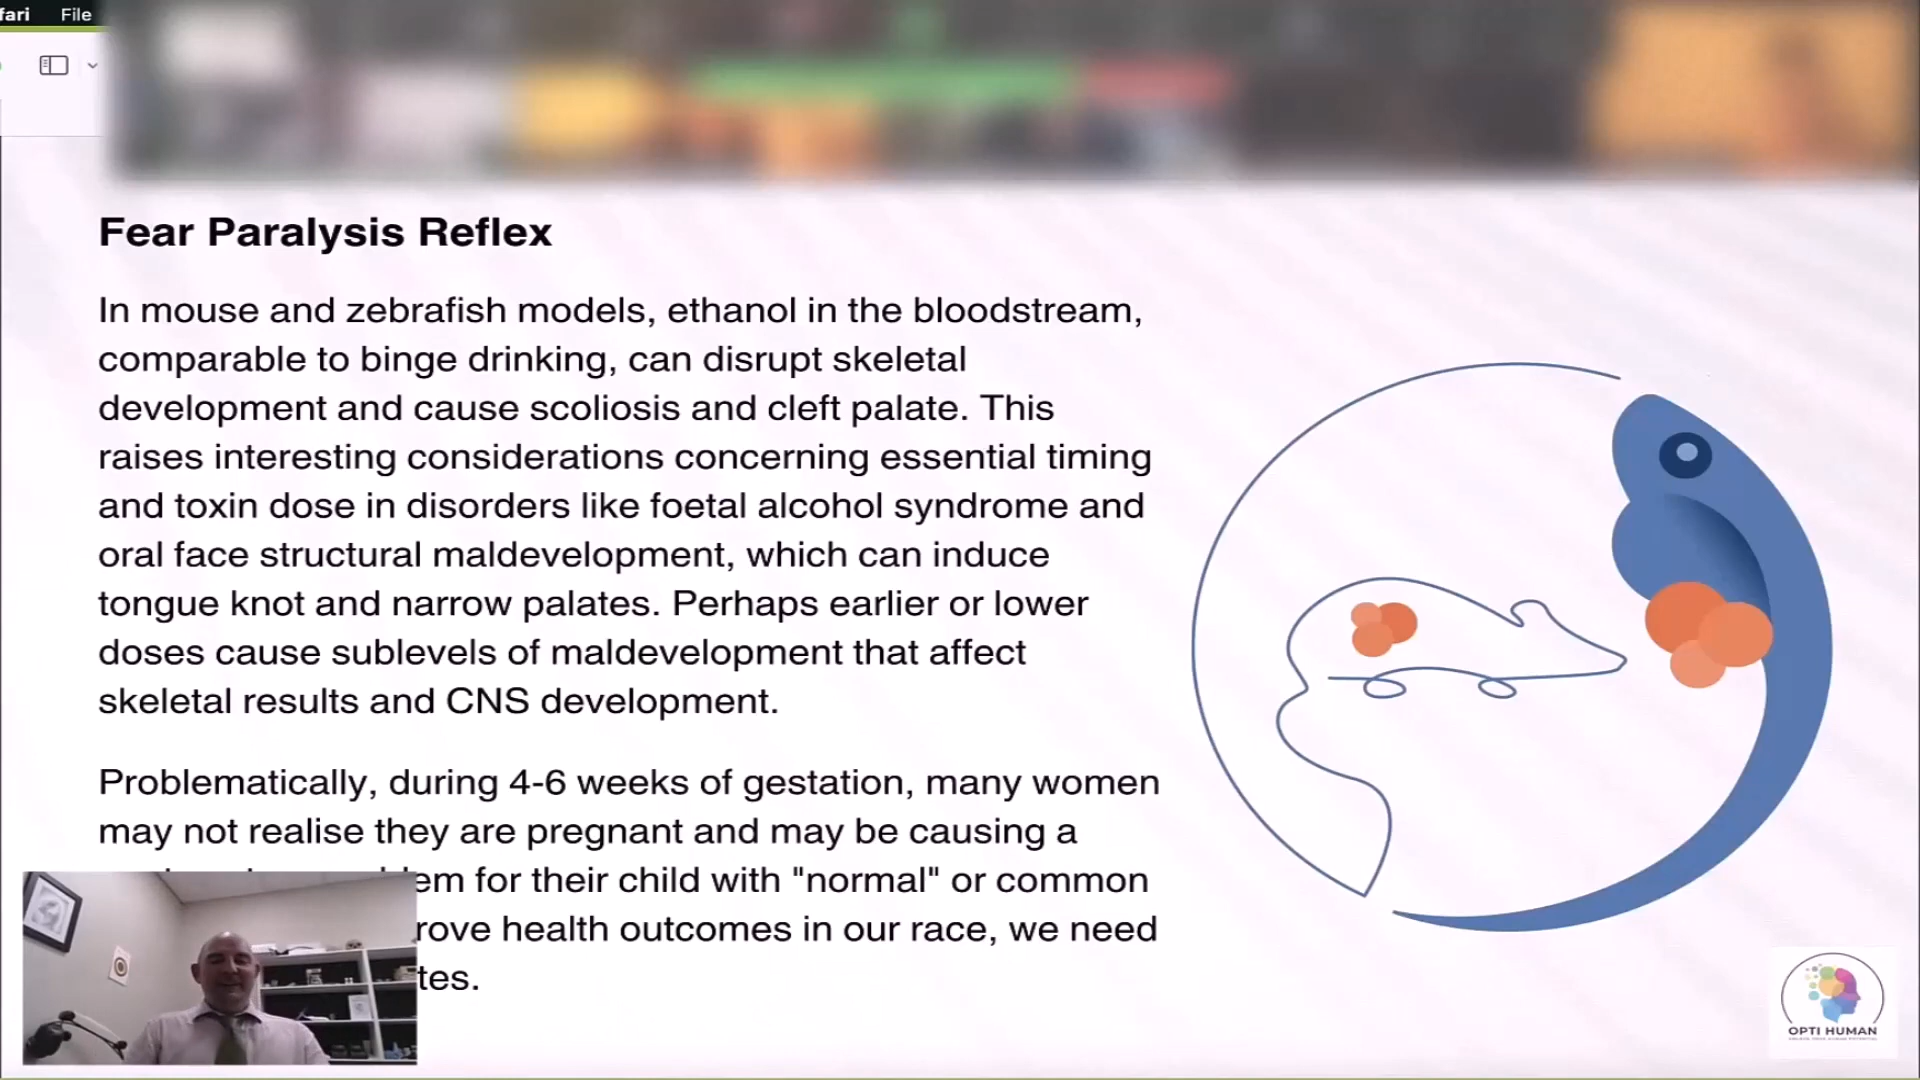 fari File
Fear Paralysis Reflex
In mouse and zebrafish models, ethanol in the bloodstream,
comparable to binge drinking, can disrupt skeletal
development and cause scoliosis and cleft palate. This
raises interesting considerations concerning essential timing
and toxin dose in disorders like foetal alcohol syndrome and
oral face structural maldevelopment, which can induce
tongue knot and narrow palates. Perhaps earlier or lower
doses cause sublevels of maldevelopment that affect
skeletal results and CNS development.
Problematically, during 4-6 weeks of gestation, many women
may not realise they are pregnant and may be causing a
em for their child with "normal" or common
rove health outcomes in our race, we need
tes.
OPTI HUMAN